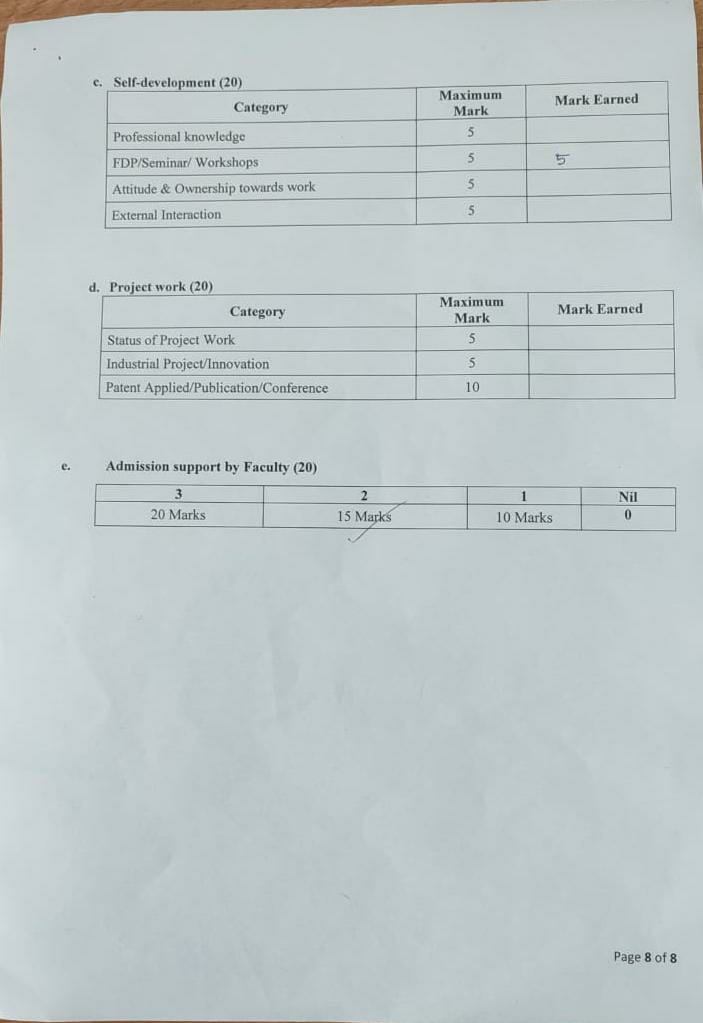 c. Self-development (20)
Category Maximum Mark Mark Earned
Professional knowledge 5
FDP/Seminar/ Workshops 5 5
Attitude & Ownership towards work 5
External Interaction 5
d. Project work (20)
Category Maximum Mark Mark Earned
Status of Project Work 5
Industrial Project/Innovation 5
Patent Applied/Publication/Conference 10
e. Admission support by Faculty (20)
3 2 1 Nil
20 Marks 15 Marks 10 Marks 0
Page 8 of 8